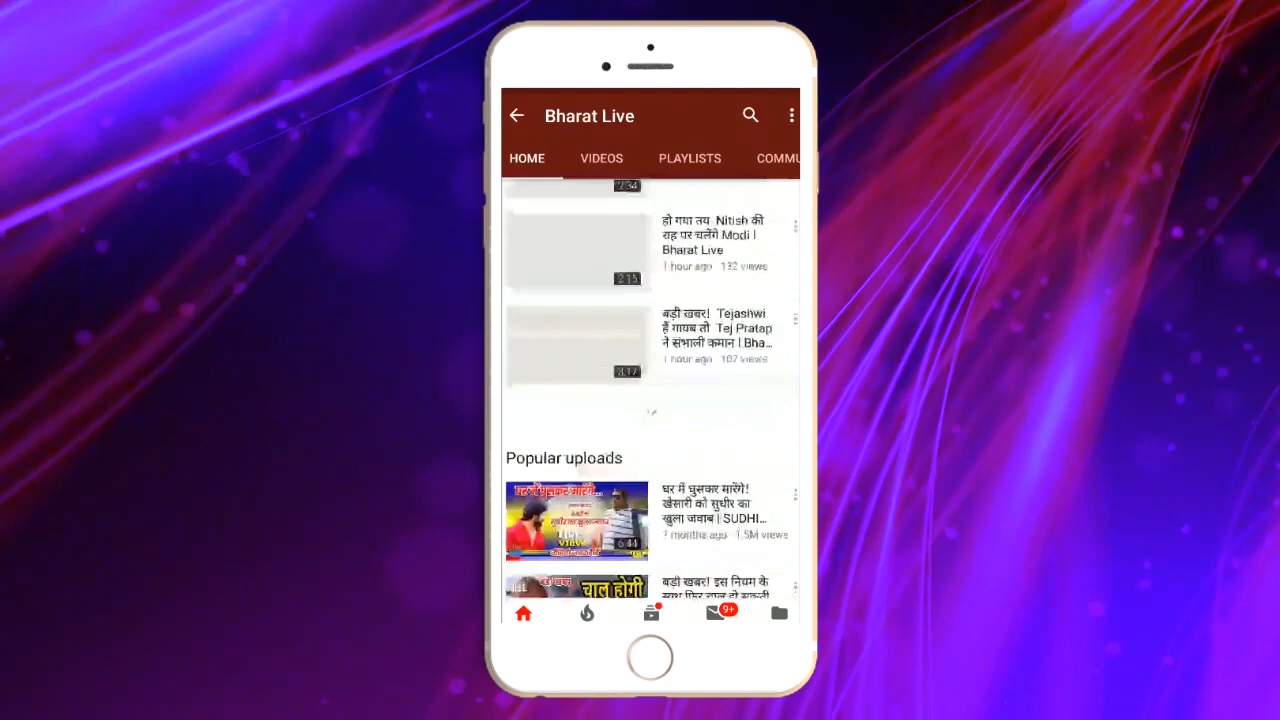 Bharat Live
HOME VIDEOS PLAYLISTS COMMU
2:34
हो गया तय Nitish की
राह पर चलेंगे Modi |
Bharat Live
1 hour ago 132 views
2:15
बड़ी खबर! Tejashwi
हैं गायब तो Tej Pratap
ने संभाली कमान | Bha...
1 hour ago 107 views
3:17
Popular uploads
घर में घुसकर मारेंगे...
VIEW
6:44
घर में घुसकर मारेंगे!
खेसारी को सुधीर का
खुला जवाब | SUDHI...
7 months ago 1.5M views
चालू होगी
बड़ी खबर! इस नियम के
9+